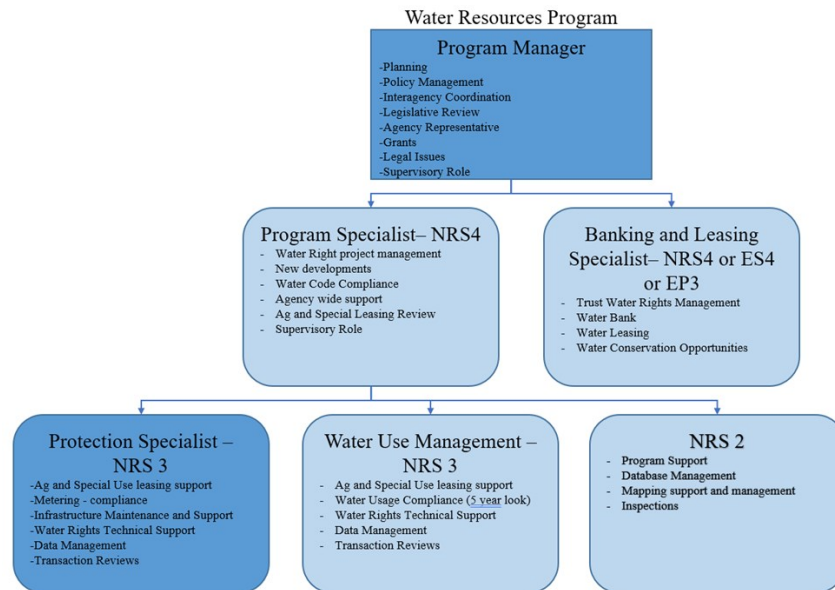 Water Resources Program
Program Manager
-Planning
-Policy Management
-Interagency Coordination
-Legislative Review
-Agency Representative
-Grants
-Legal Issues
-Supervisory Role
Program Specialist– NRS4
- Water Right project management
- New developments
- Water Code Compliance
- Agency wide support
- Ag and Special Leasing Review
- Supervisory Role
Banking and Leasing
Specialist– NRS4 or ES4
or EP3
- Trust Water Rights Management
- Water Bank
- Water Leasing
- Water Conservation Opportunities
Protection Specialist –
NRS 3
-Ag and Special Use leasing support
-Metering - compliance
-Infrastructure Maintenance and Support
-Water Rights Technical Support
-Data Management
-Transaction Reviews
Water Use Management –
NRS 3
- Ag and Special Use leasing support
- Water Usage Compliance (5 year look)
- Water Rights Technical Support
- Data Management
- Transaction Reviews
NRS 2
- Program Support
- Database Management
- Mapping support and management
- Inspections